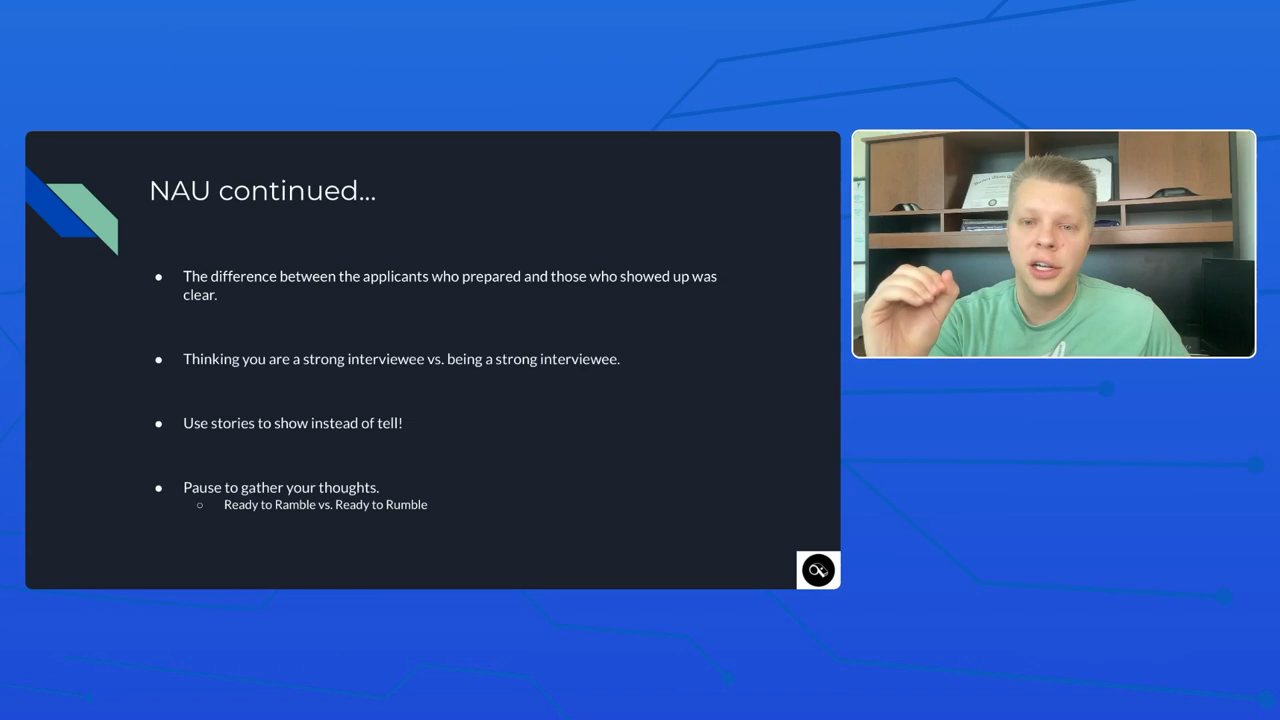 NAU continued...
● The difference between the applicants who prepared and those who showed up was
clear.
● Thinking you are a strong interviewee vs. being a strong interviewee.
● Use stories to show instead of tell!
● Pause to gather your thoughts.
○ Ready to Ramble vs. Ready to Rumble